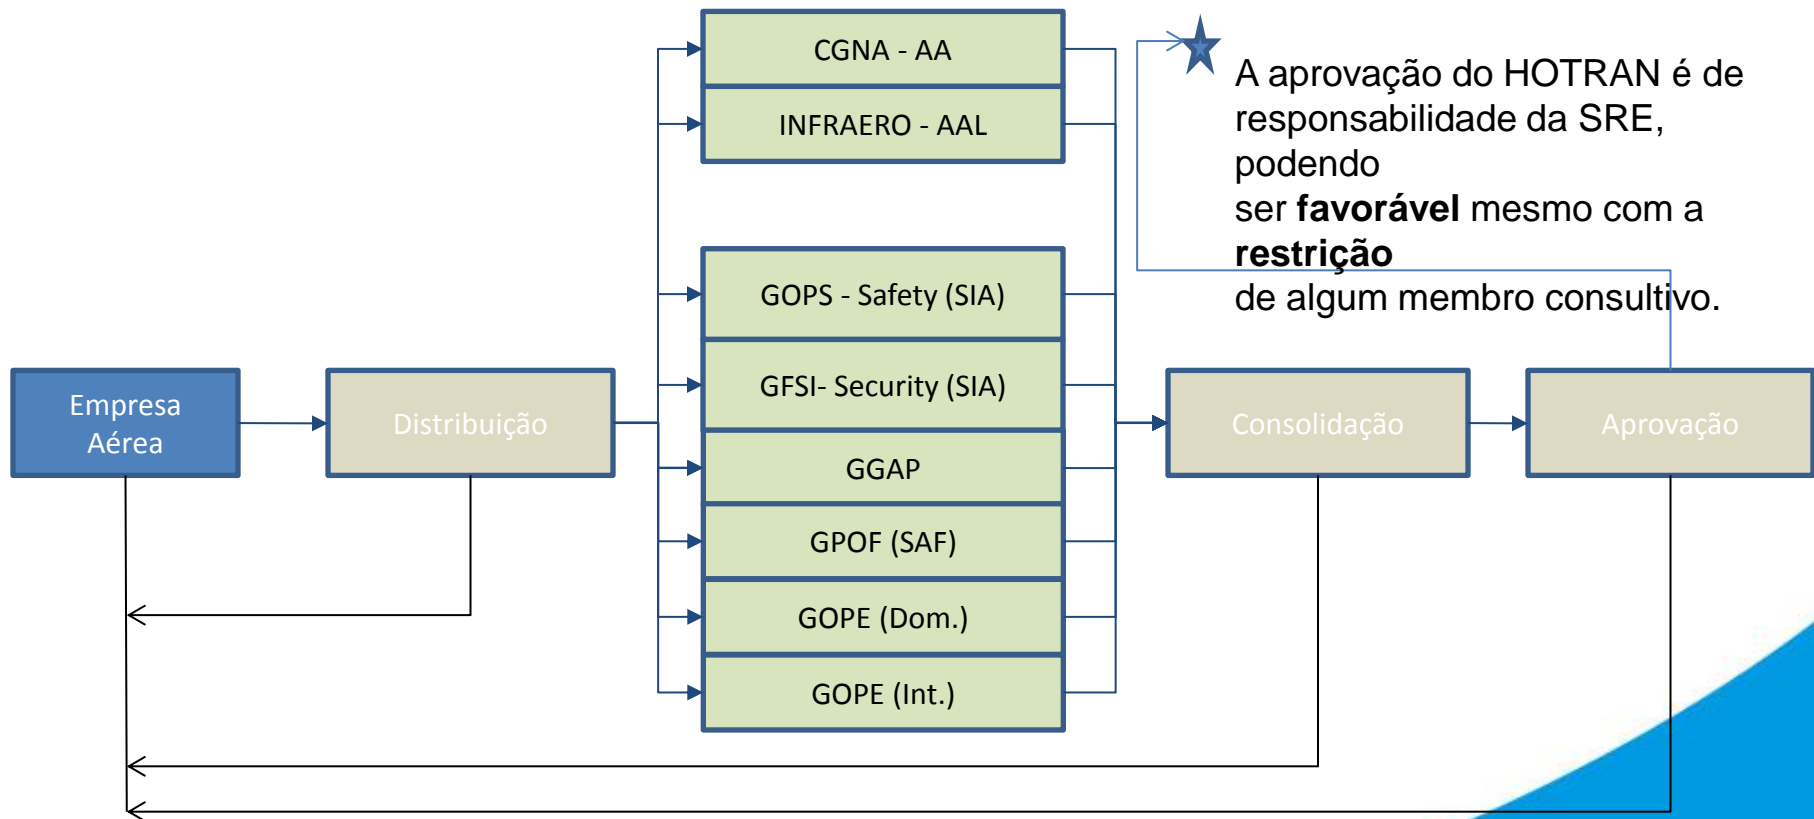 CGNA - AA
INFRAERO - AAL
A aprovação do HOTRAN é de
responsabilidade da SRE,
podendo
ser favorável mesmo com a
restrição
de algum membro consultivo.
GOPS - Safety (SIA)
GFSI- Security (SIA)
GGAP
GPOF (SAF)
GOPE (Dom.)
GOPE (Int.)
Empresa
Aérea
Distribuição
Consolidação
Aprovação